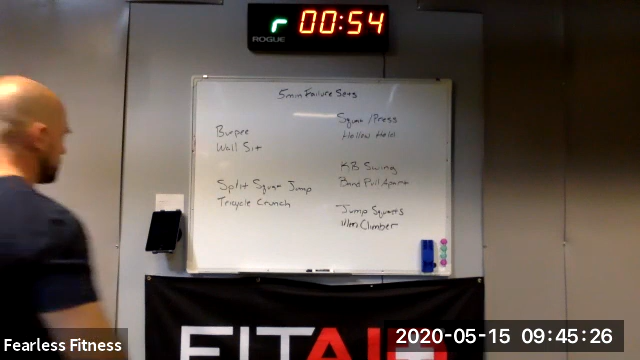 r 00:54
ROGUE
5min Failure Sets
Burpee
Wall Sit
Split Squat Jump
Tricycle Crunch
Squat/Press
Hollow Hold
KB Swing
Band Pull Apart
Jump Squats
Mtn Climber
FITAID
Fearless Fitness
2020-05-15 09:45:26